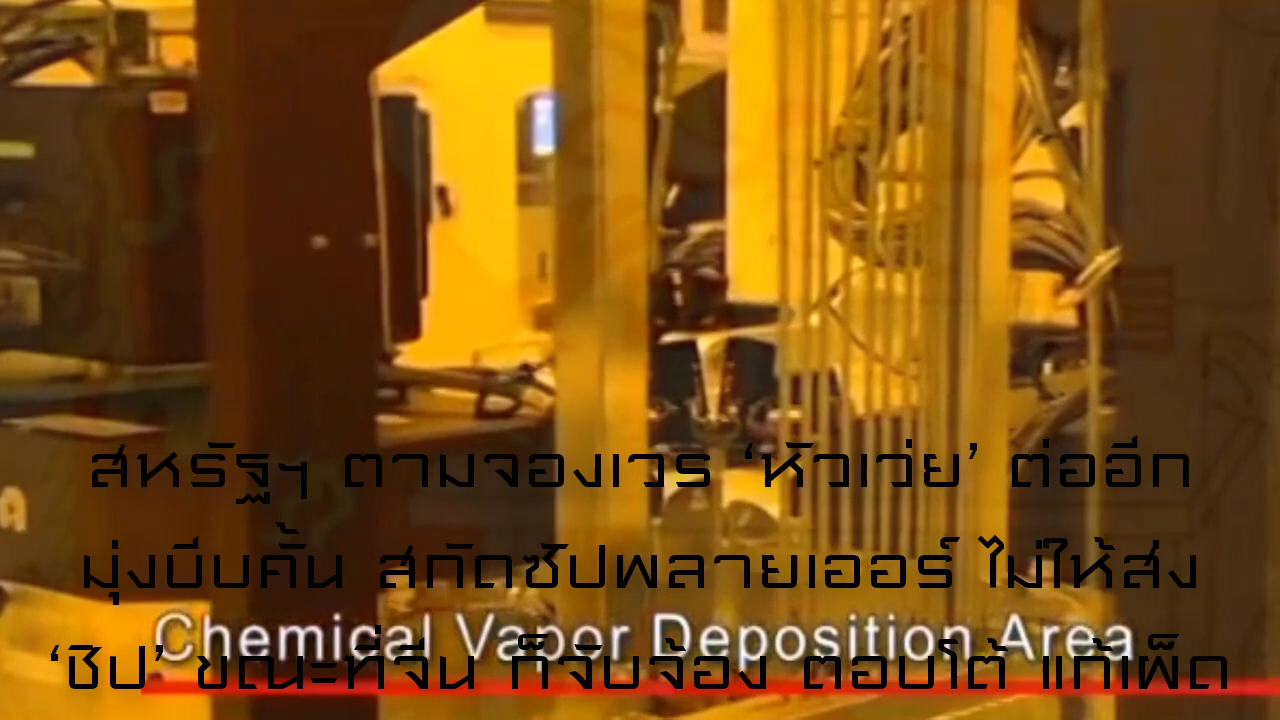 สหรัฐฯ ตามจองเวร ‘หัวเว่ย’ ต่ออีก
มุ่งบีบคั้น สกัดซัปพลายเออร์ ไม่ให้ส่ง
Chemical Vapor Deposition Area
‘ชิป’ ขณะที่จีน ก็จับจ้อง ตอบโต้ แก้เผ็ด